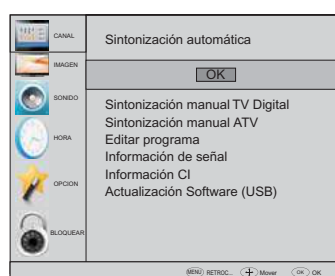 CANAL
IMAGEN
SONIDO
HORA
OPCION
BLOQUEAR
Sintonización automática
OK
Sintonización manual TV Digital
Sintonización manual ATV
Editar programa
Información de señal
Información CI
Actualización Software (USB)
MENU RETROC... Mover OK OK